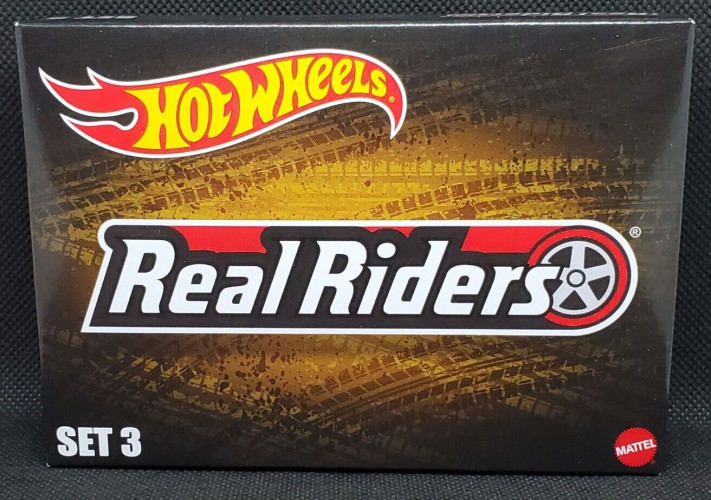 HOT WHEELS®
Real Riders®
SET 3
MATTEL